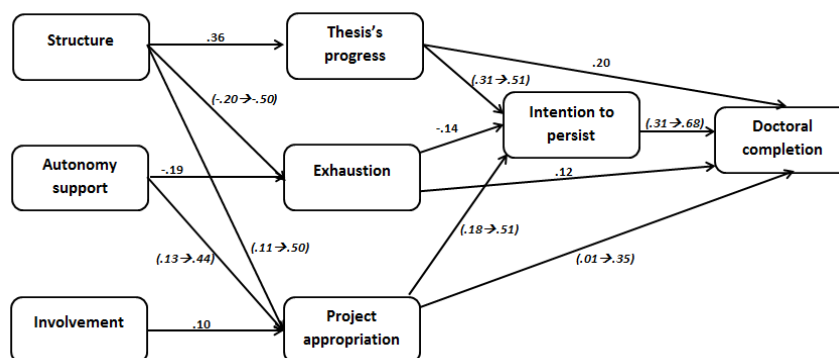 Structure
.36
Thesis's
progress
.20
(.31→.51)
(-.20→-.50)
Intention to
persist
(.31→.68)
Doctoral
completion
-.14
Autonomy
support
-.19
Exhaustion
.12
(.18→.51)
(.13→.44)
(.11→.50)
(.01→.35)
Involvement
.10
Project
appropriation